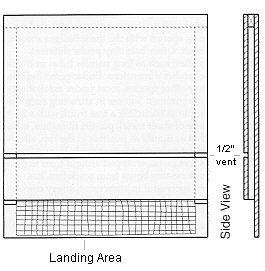 1/2"
vent
Side View
Landing Area